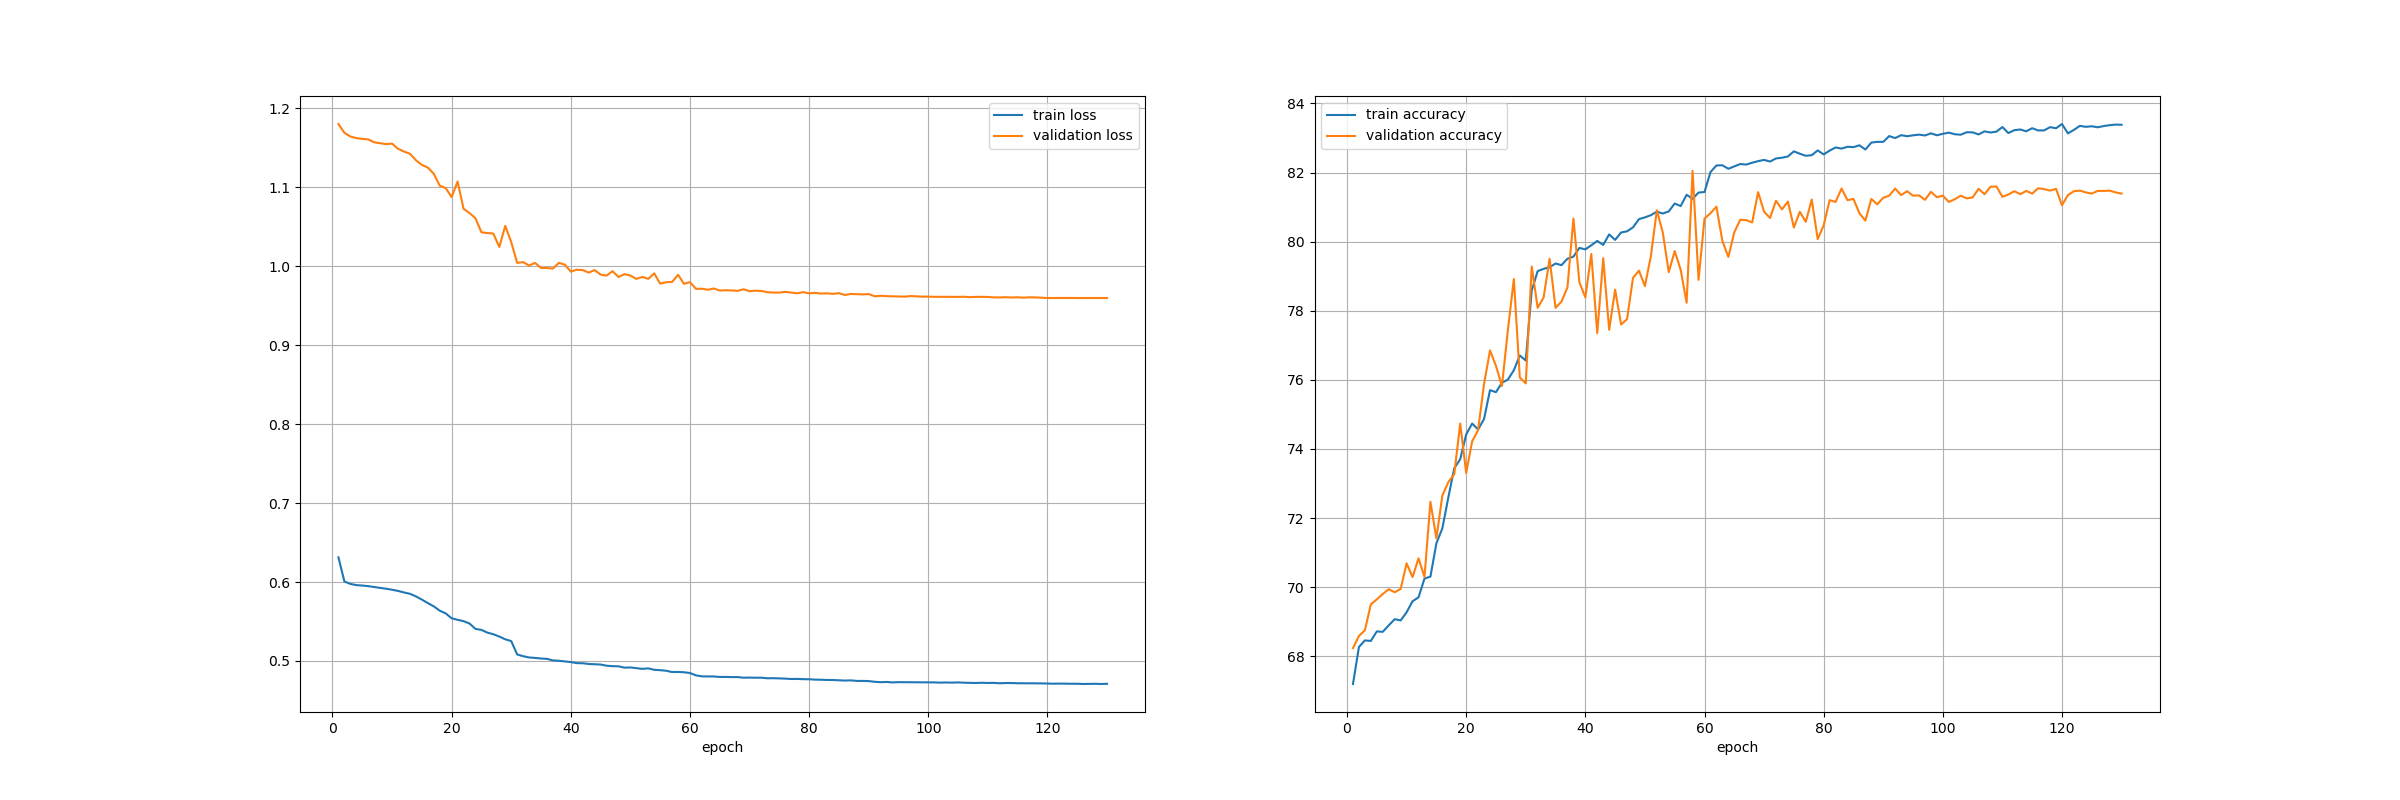 train loss
validation loss
1.2
1.1
1.0
0.9
0.8
0.7
0.6
0.5
0 20 40 60 80 100 120
epoch
train accuracy
validation accuracy
84
82
80
78
76
74
72
70
68
0 20 40 60 80 100 120
epoch